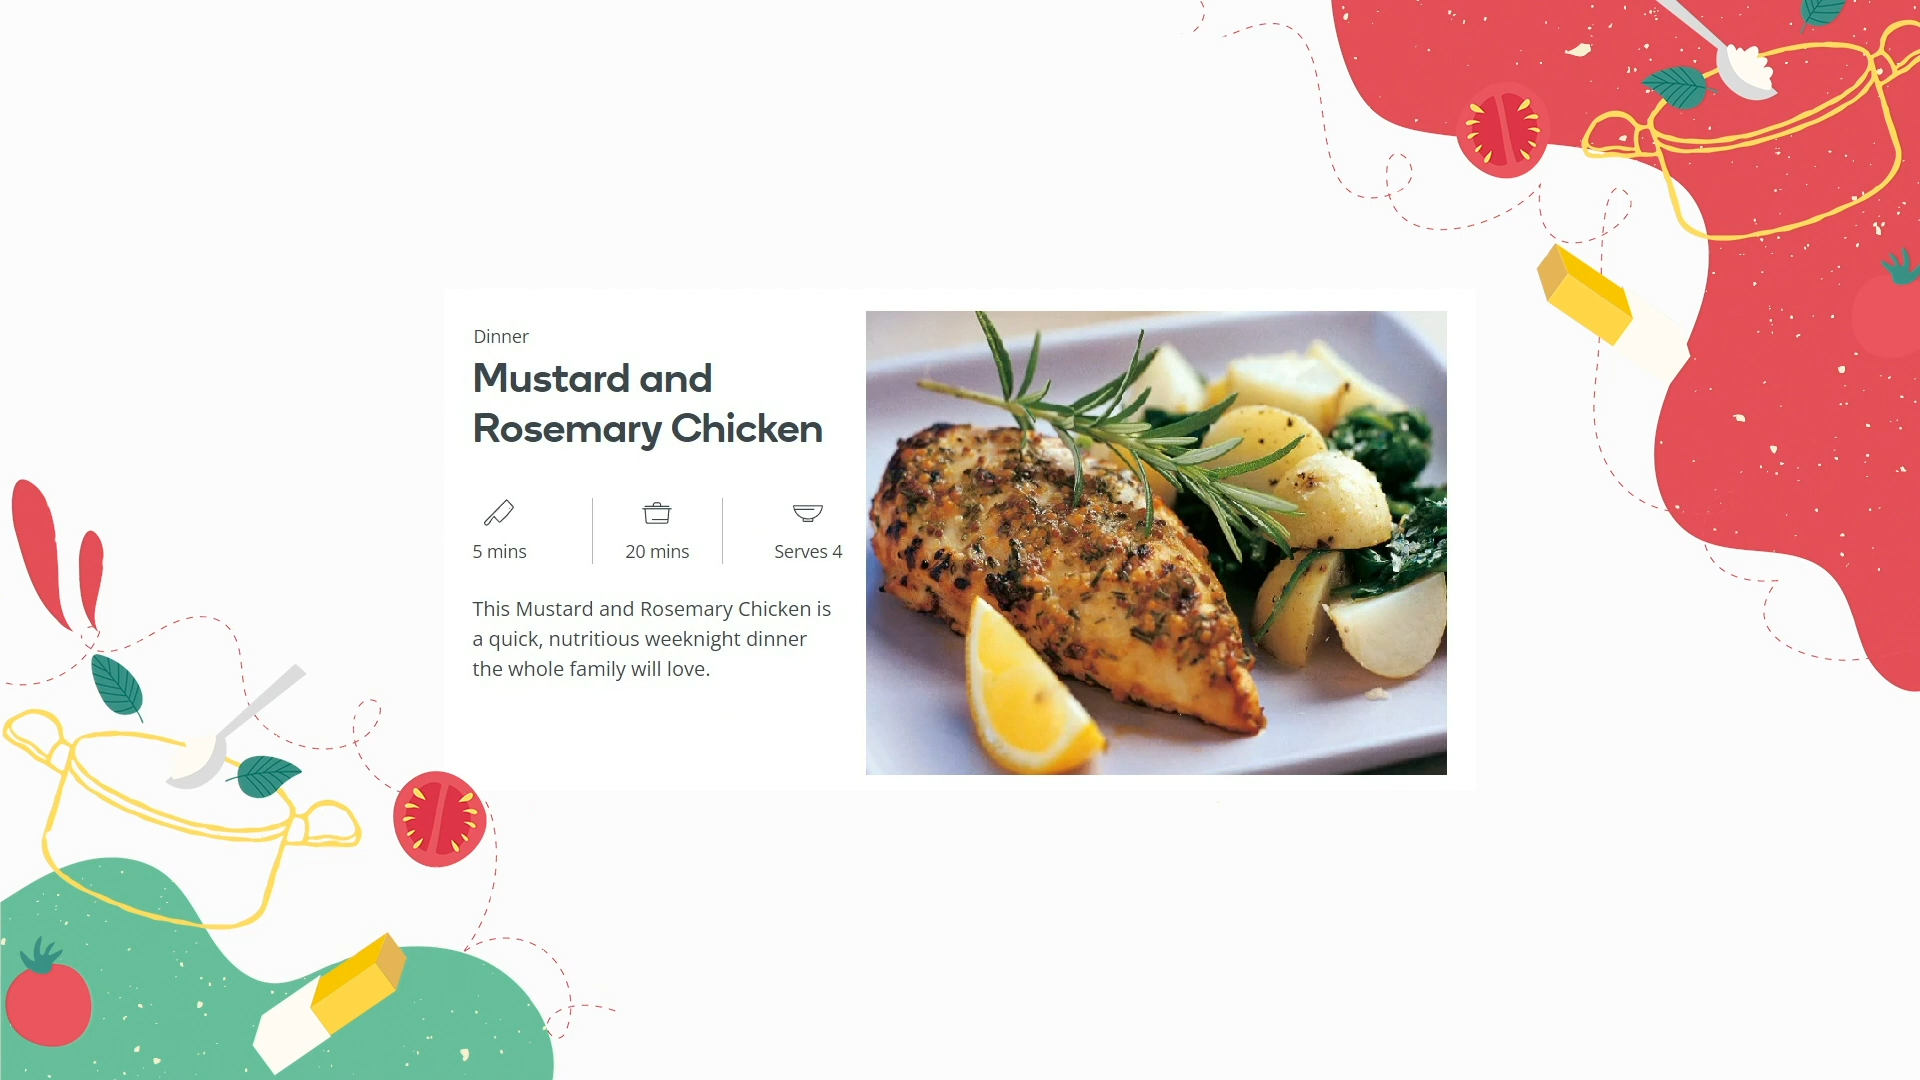 Dinner
Mustard and
Rosemary Chicken
5 mins
20 mins
Serves 4
This Mustard and Rosemary Chicken is
a quick, nutritious weeknight dinner
the whole family will love.